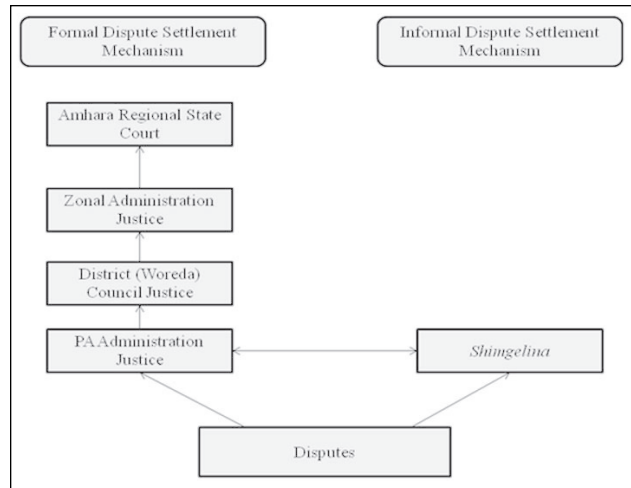 Formal Dispute Settlement
Mechanism
Informal Dispute Settlement
Mechanism
Amhara Regional State
Court
Zonal Administration
Justice
District (Woreda)
Council Justice
PA Administration
Justice
Shimgelina
Disputes